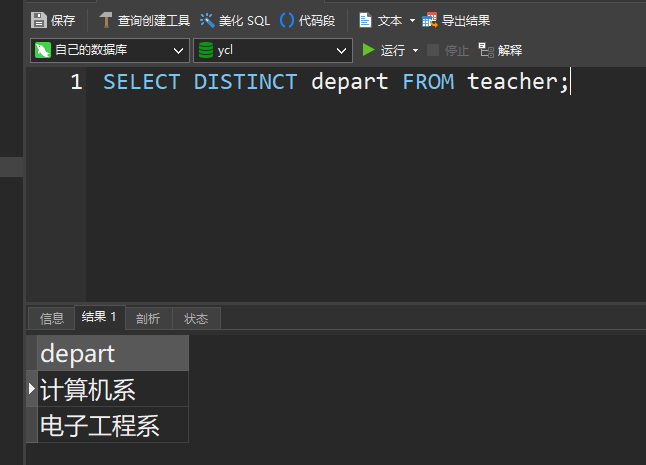 保存 查询创建工具 美化 SQL 代码段 文本 导出结果
自己的数据库 ycl 运行 停止 解释
1 SELECT DISTINCT depart FROM teacher;
信息 结果 1 剖析 状态
depart
计算机系
电子工程系